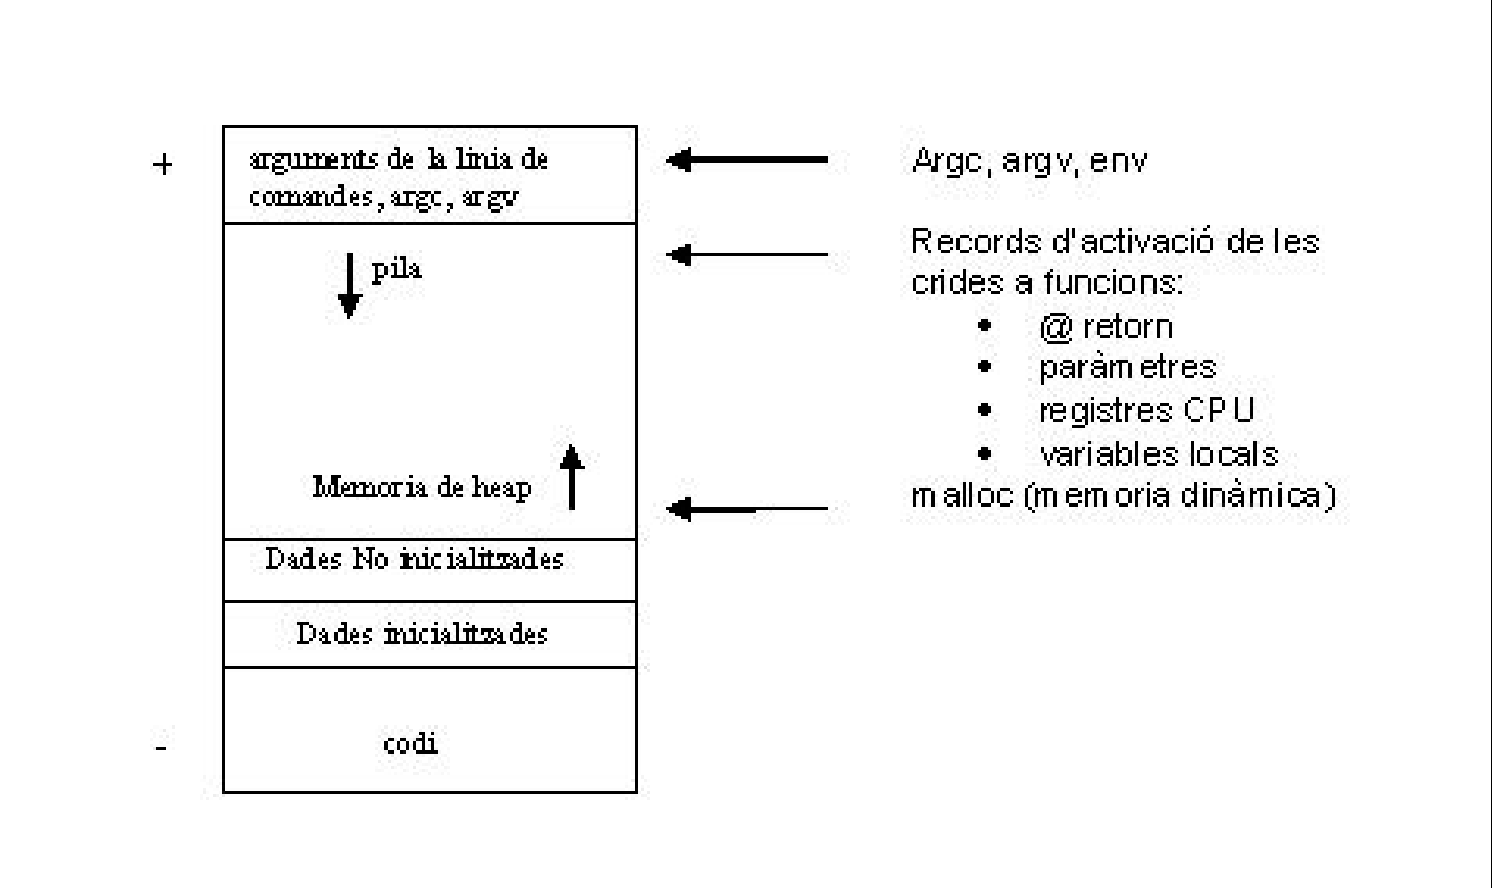 +
arguments de la linia de
comandes, argc, argv
pila
Memoria de heap
Dades No inicialitzades
Dades inicialitzades
-
codi
Argc, argv, env
Records d'activació de les
crides a funcions:
• @ retorn
• paràmetres
• registres CPU
• variables locals
malloc (memoria dinàmica)